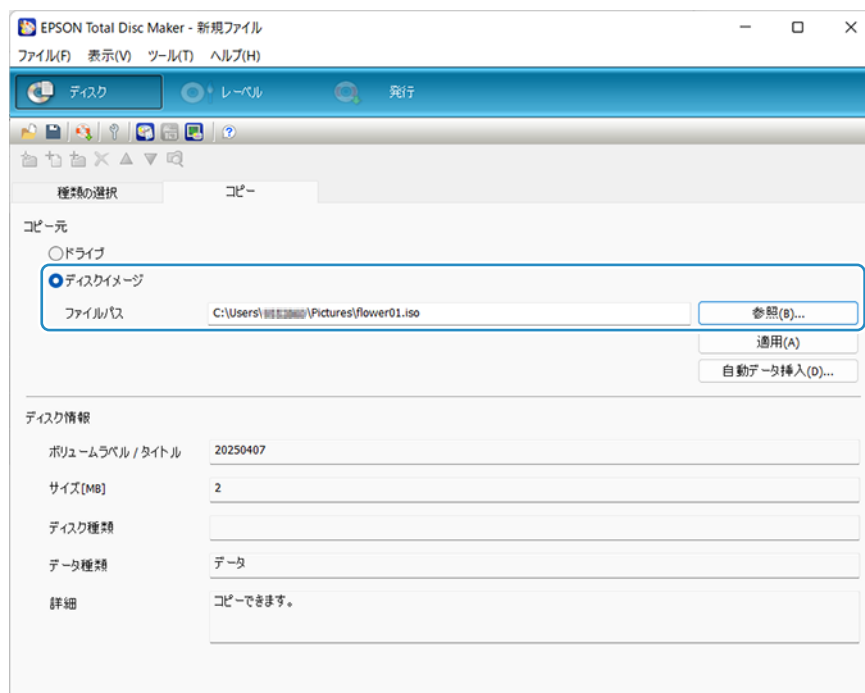 EPSON Total Disc Maker - 新規ファイル
ファイル(F) 表示(V) ツール(T) ヘルプ(H)
ディスク レーベル 発行
種類の選択 コピー
コピー元
ドライブ
ディスクイメージ
ファイルパス C:\Users\ \Pictures\flower01.iso 参照(B)...
適用(A)
自動データ挿入(D)...
ディスク情報
ボリュームラベル / タイトル 20250407
サイズ[MB] 2
ディスク種類
データ種類 データ
詳細 コピーできます。